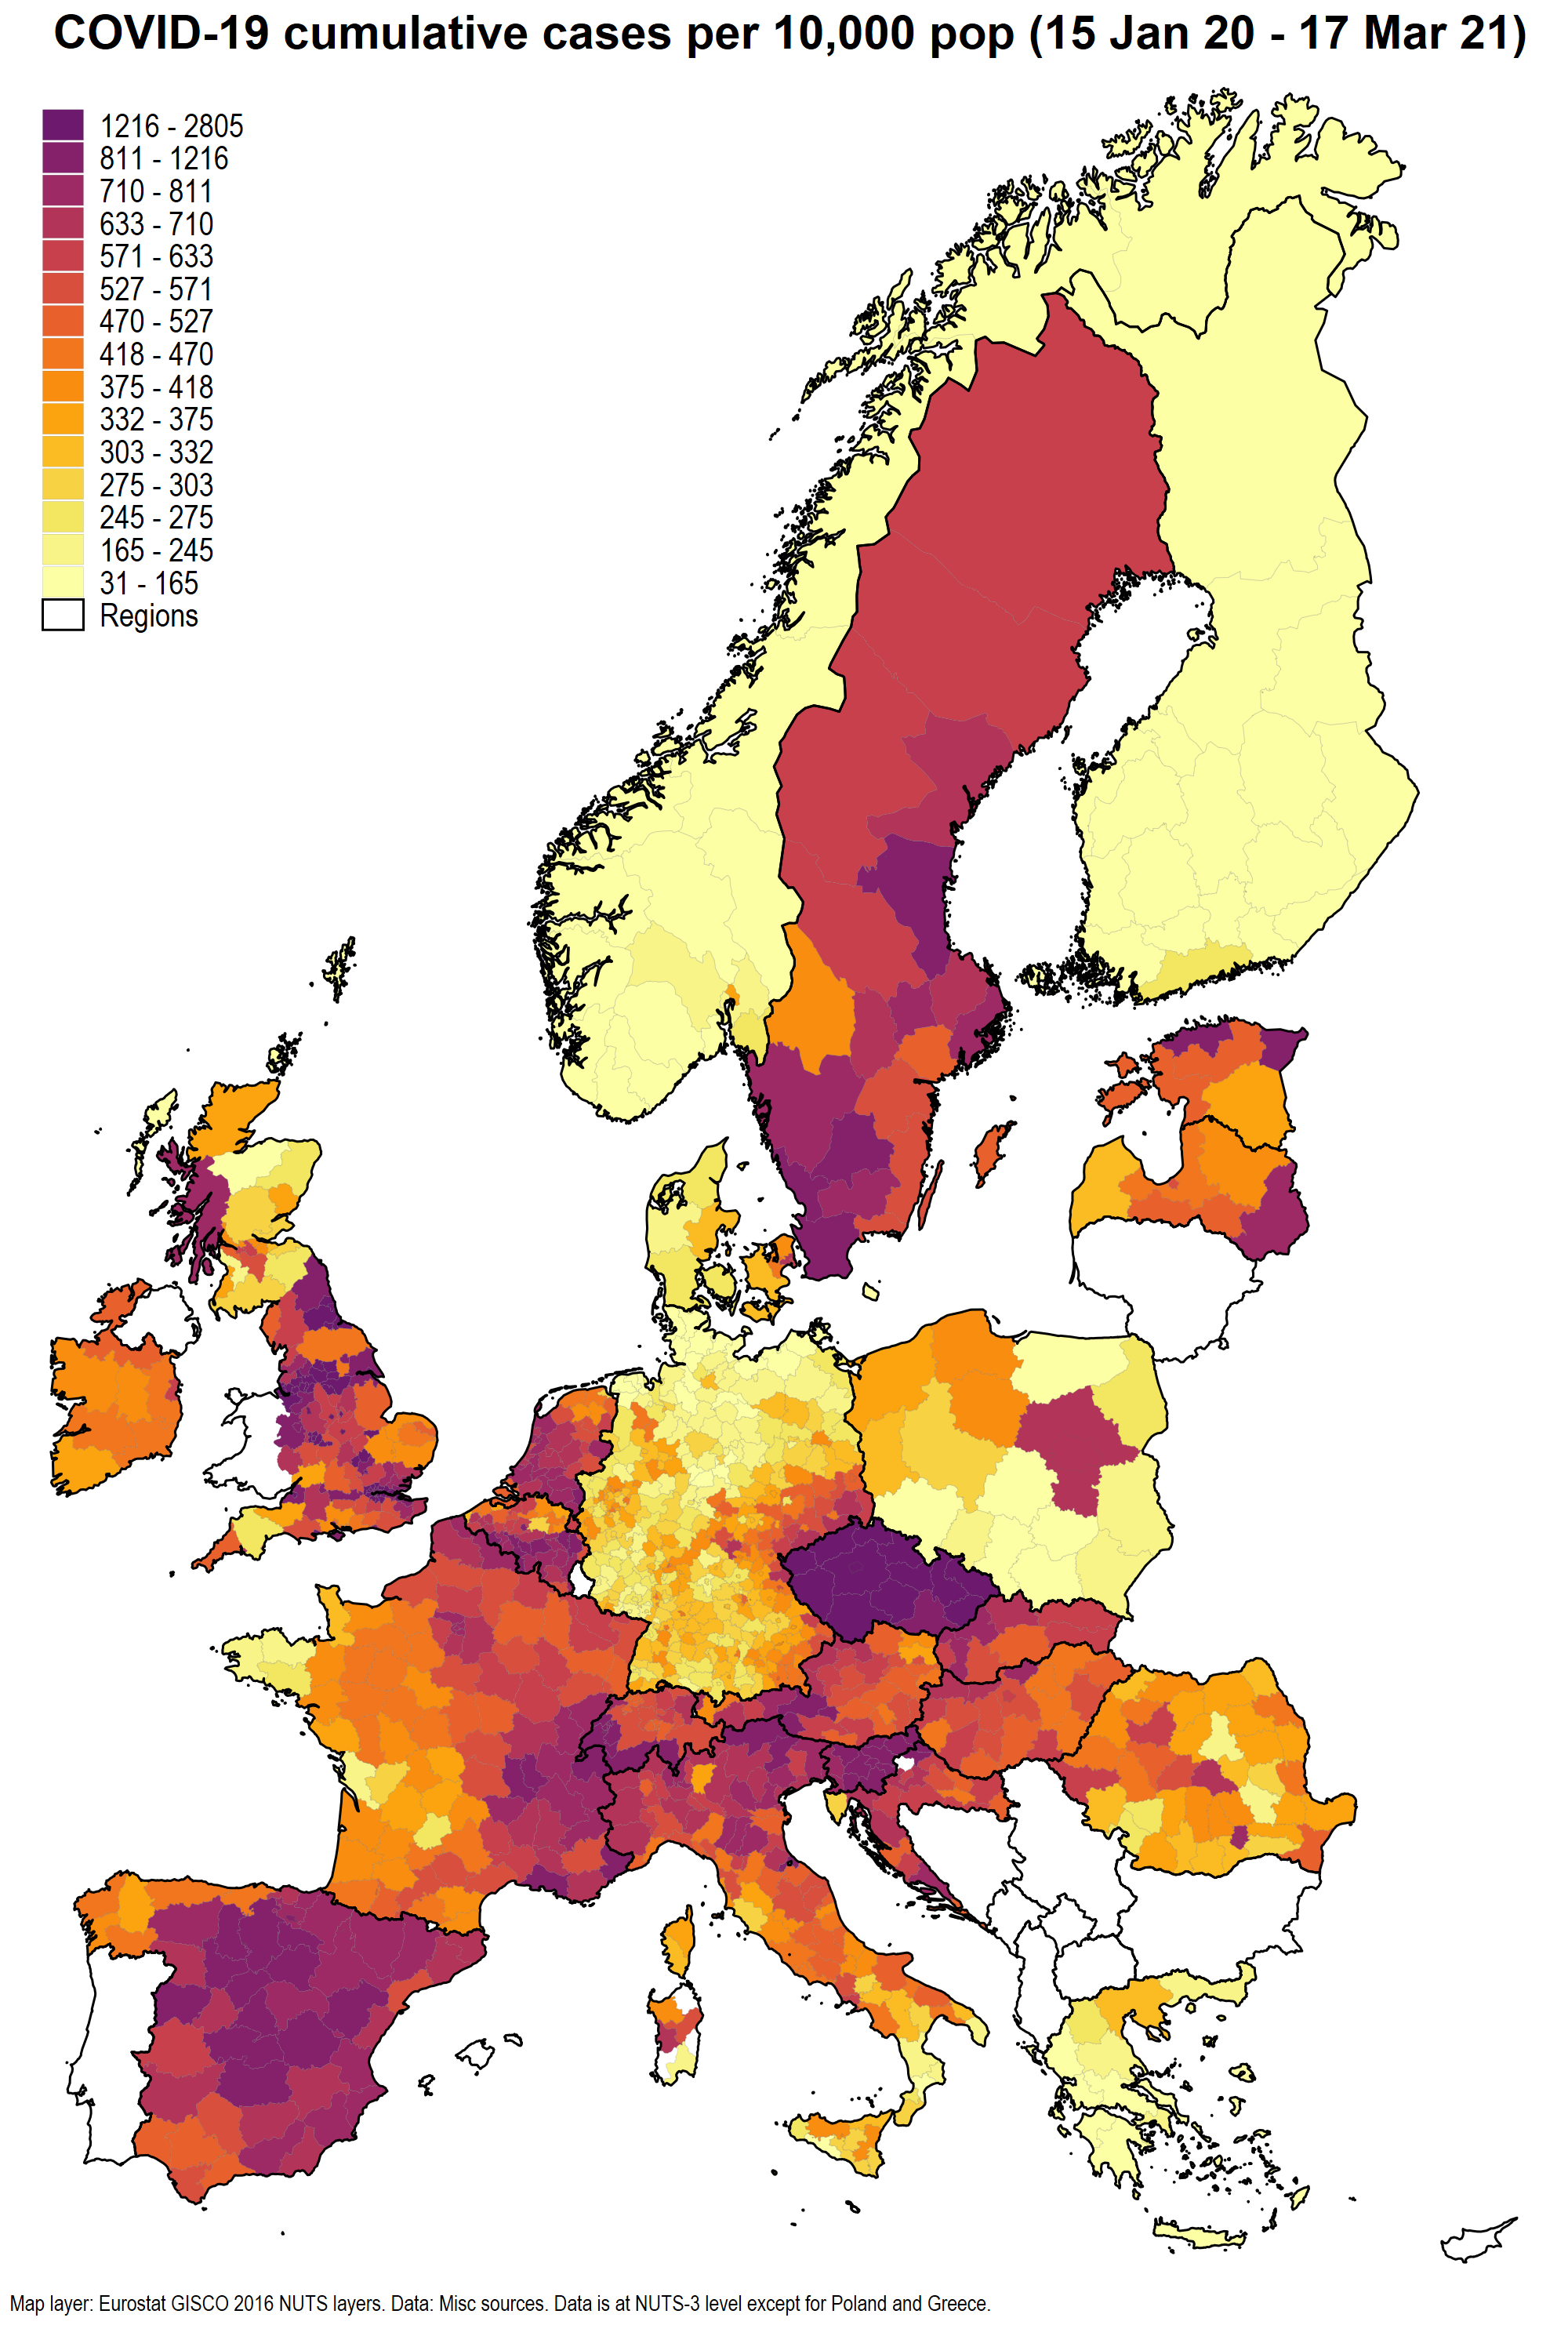 COVID-19 cumulative cases per 10,000 pop (15 Jan 20 - 17 Mar 21)
1216 - 2805
811 - 1216
710 - 811
633 - 710
571 - 633
527 - 571
470 - 527
418 - 470
375 - 418
332 - 375
303 - 332
275 - 303
245 - 275
165 - 245
31 - 165
Regions
Map layer: Eurostat GISCO 2016 NUTS layers. Data: Misc sources. Data is at NUTS-3 level except for Poland and Greece.